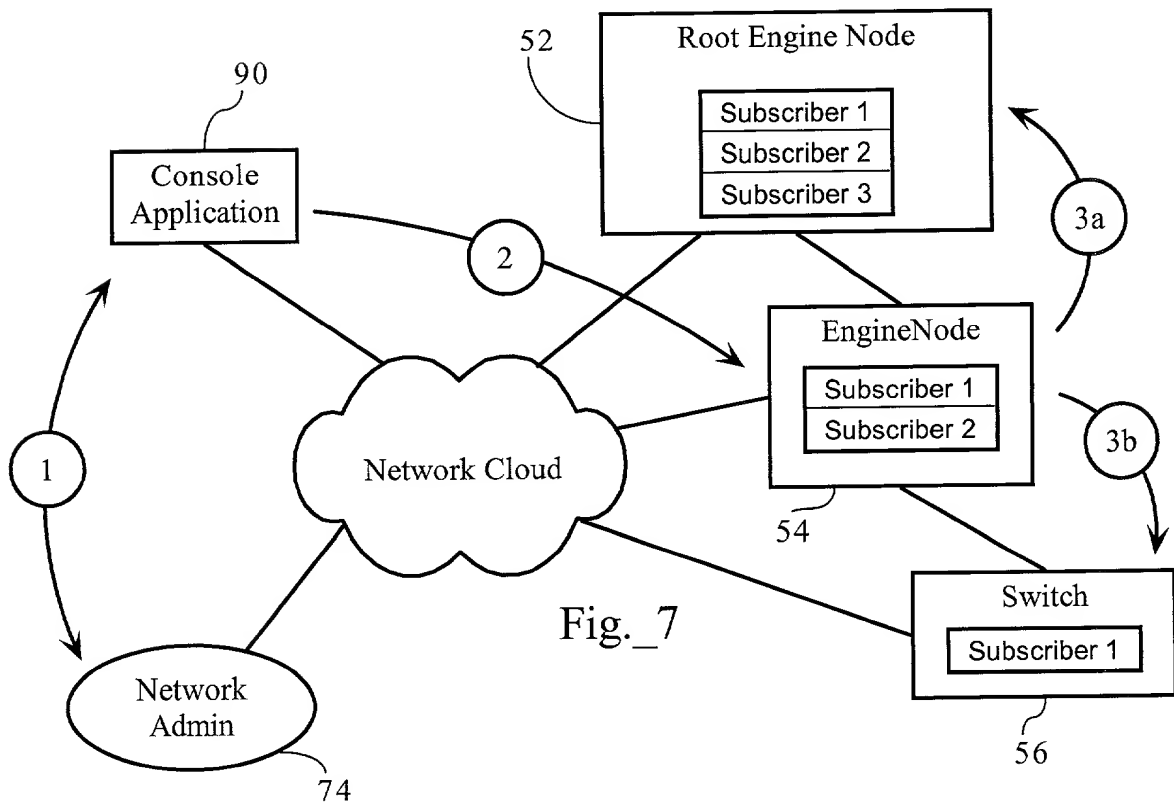 52
Root Engine Node
Subscriber 1
Subscriber 2
Subscriber 3
90
Console
Application
2
3a
EngineNode
Subscriber 1
Subscriber 2
3b
54
1
Network Cloud
Switch
Subscriber 1
56
Fig._7
Network
Admin
74